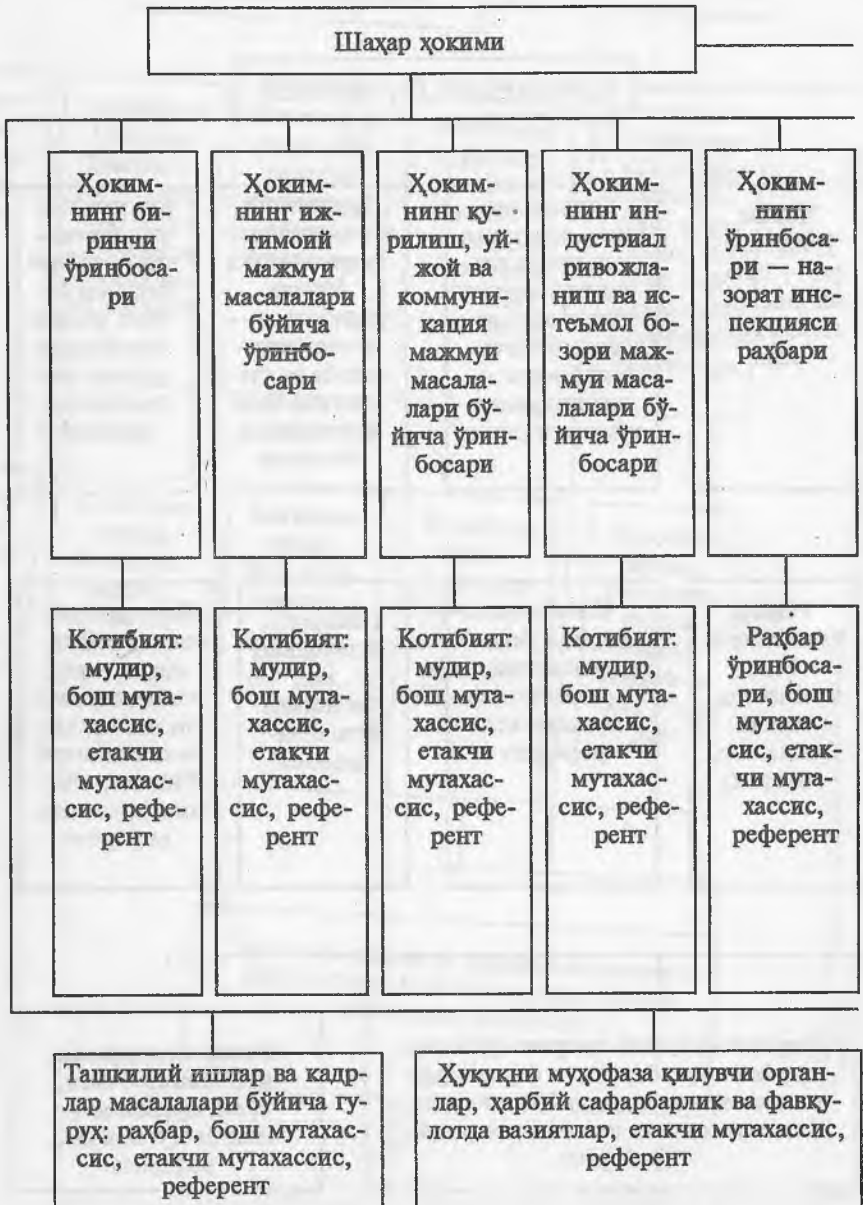 Шаҳар ҳокими
Ҳоким-
нинг би-
ринчи
ўринбоса-
ри
Ҳоким-
нинг иж-
тимоий
мажмуи
масалалари
бўйича
ўринбо-
сари
Ҳоким-
нинг қу-
рилиш, уй-
жой ва
коммуни-
кация
мажмуи
масала-
лари бў-
йича ўрин-
босари
Ҳоким-
нинг ин-
дустриал
ривожла-
ниш ва ис-
теъмол бо-
зори маж-
муи маса-
лалари бў-
йича ўрин-
босари
Ҳоким-
нинг
ўринбоса-
ри — на-
зорат инс-
пекцияси
раҳбари
Котибият:
мудир,
бош мута-
хассис,
етакчи
мутахас-
сис, рефе-
рент
Котибият:
мудир,
бош мута-
хассис,
етакчи
мутахас-
сис, рефе-
рент
Котибият:
мудир,
бош мута-
хассис,
етакчи
мутахас-
сис, рефе-
рент
Котибият:
мудир,
бош мута-
хассис,
етакчи
мутахас-
сис, рефе-
рент
Раҳбар
ўринбоса-
ри, бош
мутахас-
сис, етак-
чи мута-
хассис,
референт
Ташкилий ишлар ва кадр-
лар масалалари бўйича гу-
руҳ: раҳбар, бош мутахас-
сис, етакчи мутахассис,
референт
Ҳуқуқни муҳофаза қилувчи орган-
лар, ҳарбий сафарбарлик ва фавқу-
лотда вазиятлар, етакчи мутахассис,
референт